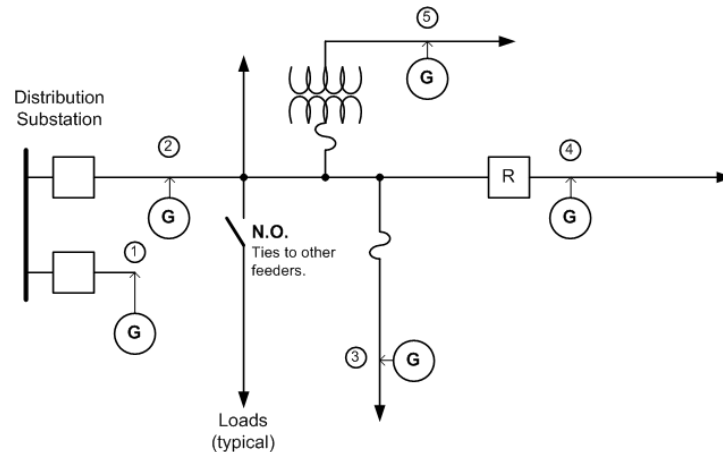 5
G
Distribution
Substation
2
4
R
G
G
N.O.
Ties to other
feeders.
1
G
3
G
Loads
(typical)